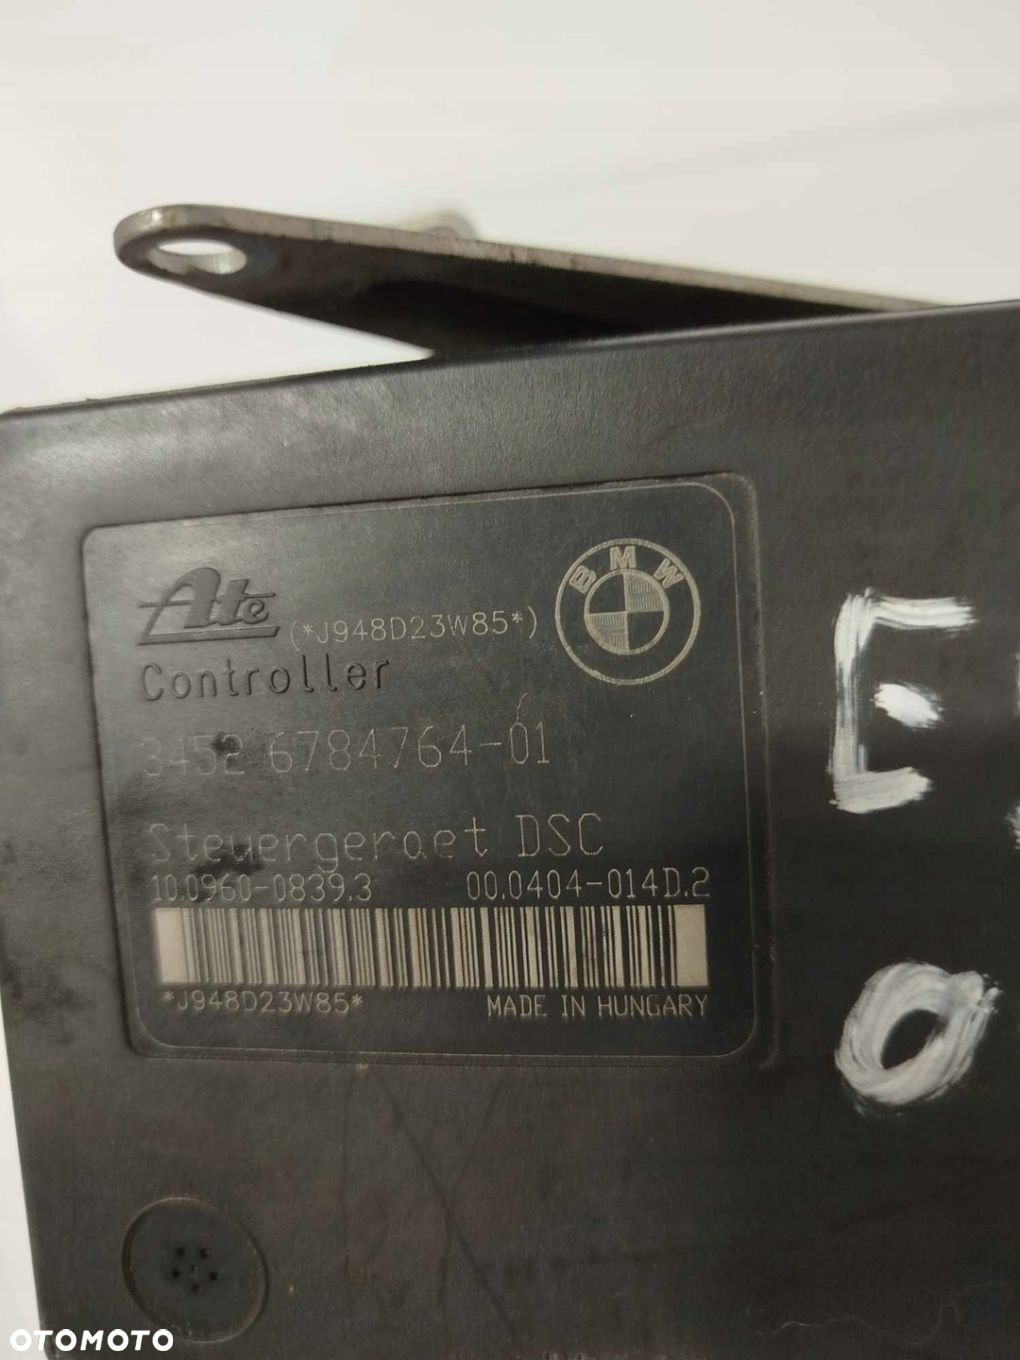 Ate
(*J948D23W85*)
BMW
Controller
3452 6784764-01
Steuergeraet DSC
10.0960-0839.3 00.0404-014D.2
*J948D23W85* MADE IN HUNGARY
E
0
OTOMOTO